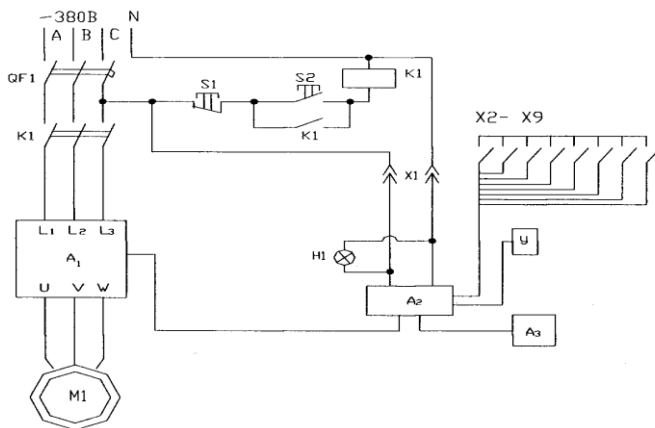 ~380В N
A B C
QF1
S1 S2 K1
K1
K1
X2- X9
X1
L1 L2 L3
A1
U V W
H1
A2
У
A3
M1